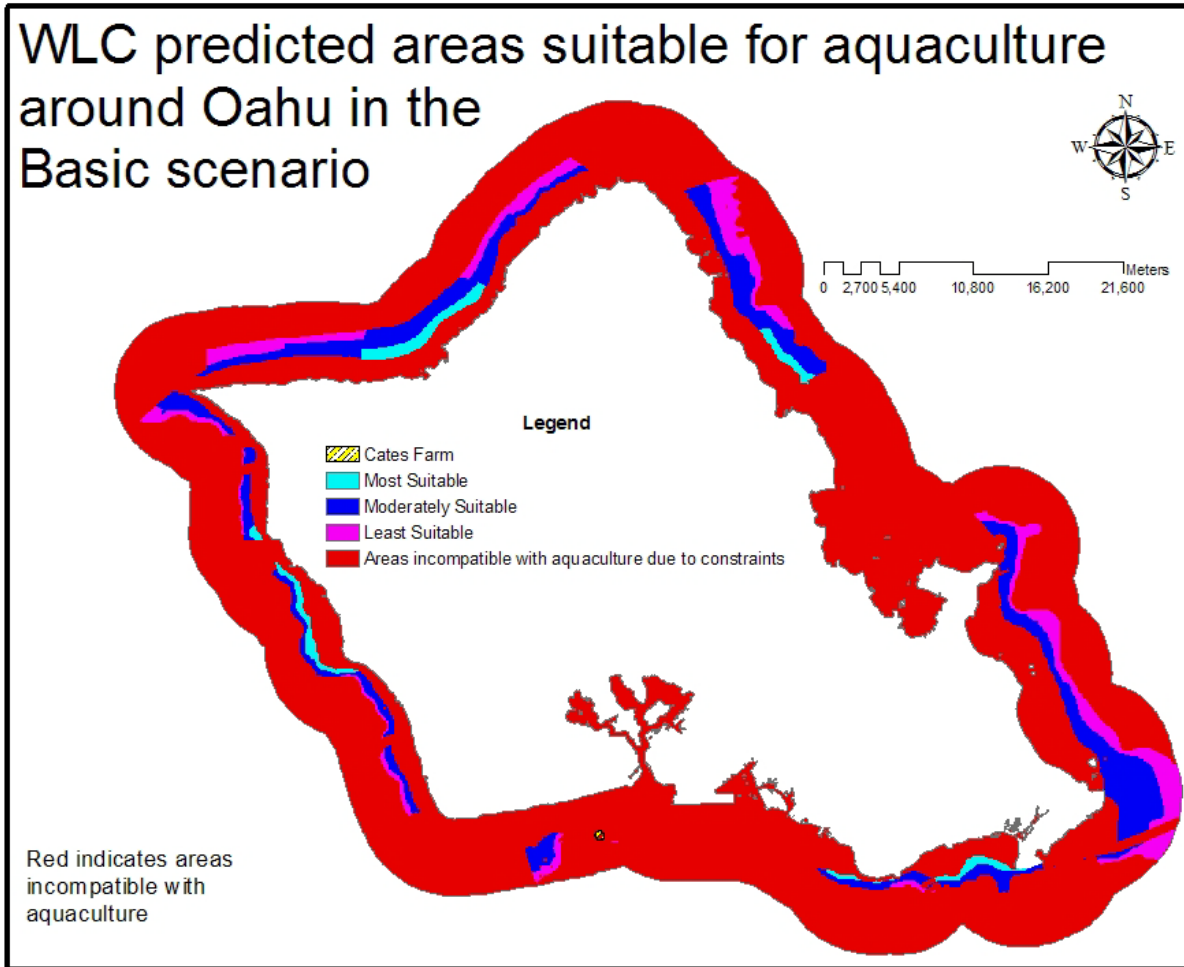 WLC predicted areas suitable for aquaculture
around Oahu in the
Basic scenario
N
W E
S
Meters
0 2,700 5,400 10,800 16,200 21,600
Legend
Cates Farm
Most Suitable
Moderately Suitable
Least Suitable
Areas incompatible with aquaculture due to constraints
Red indicates areas
incompatible with
aquaculture